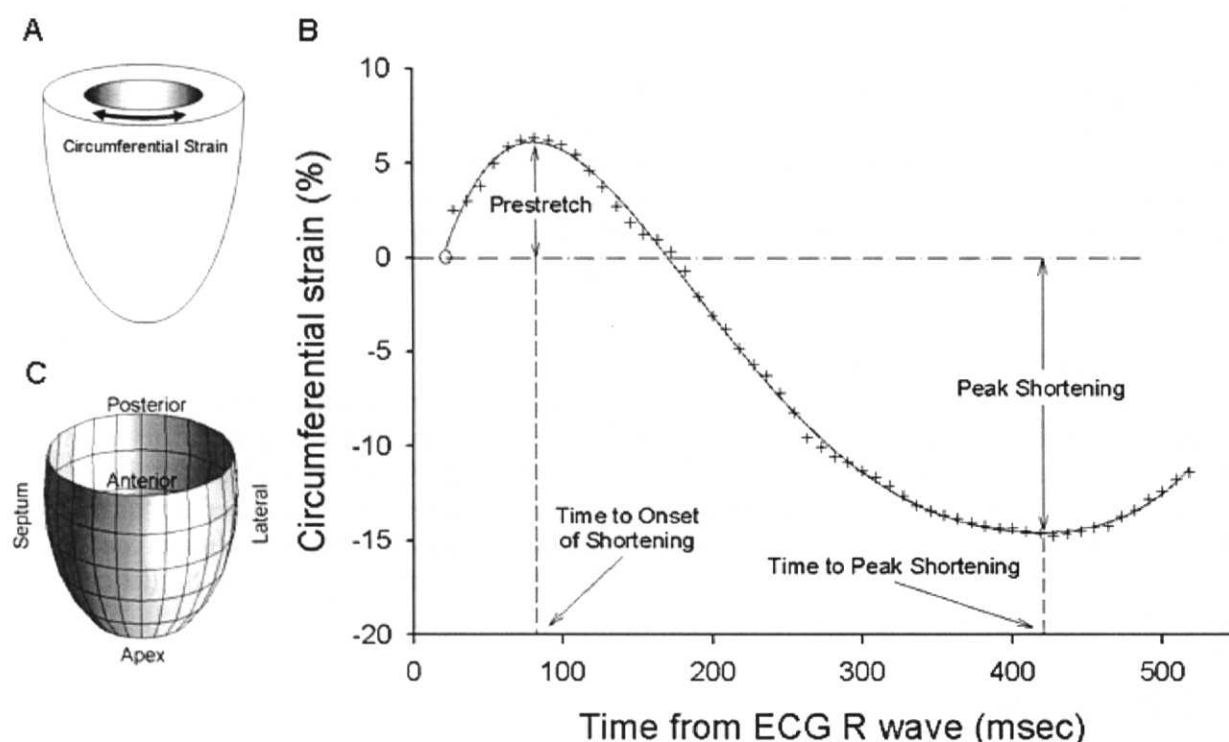 A
Circumferential Strain
B
Circumferential strain (%)
10
5
0
-5
-10
-15
-20
Prestretch
Peak Shortening
Time to Onset
of Shortening
Time to Peak Shortening
0 100 200 300 400 500
Time from ECG R wave (msec)
C
Posterior
Anterior
Septum
Lateral
Apex